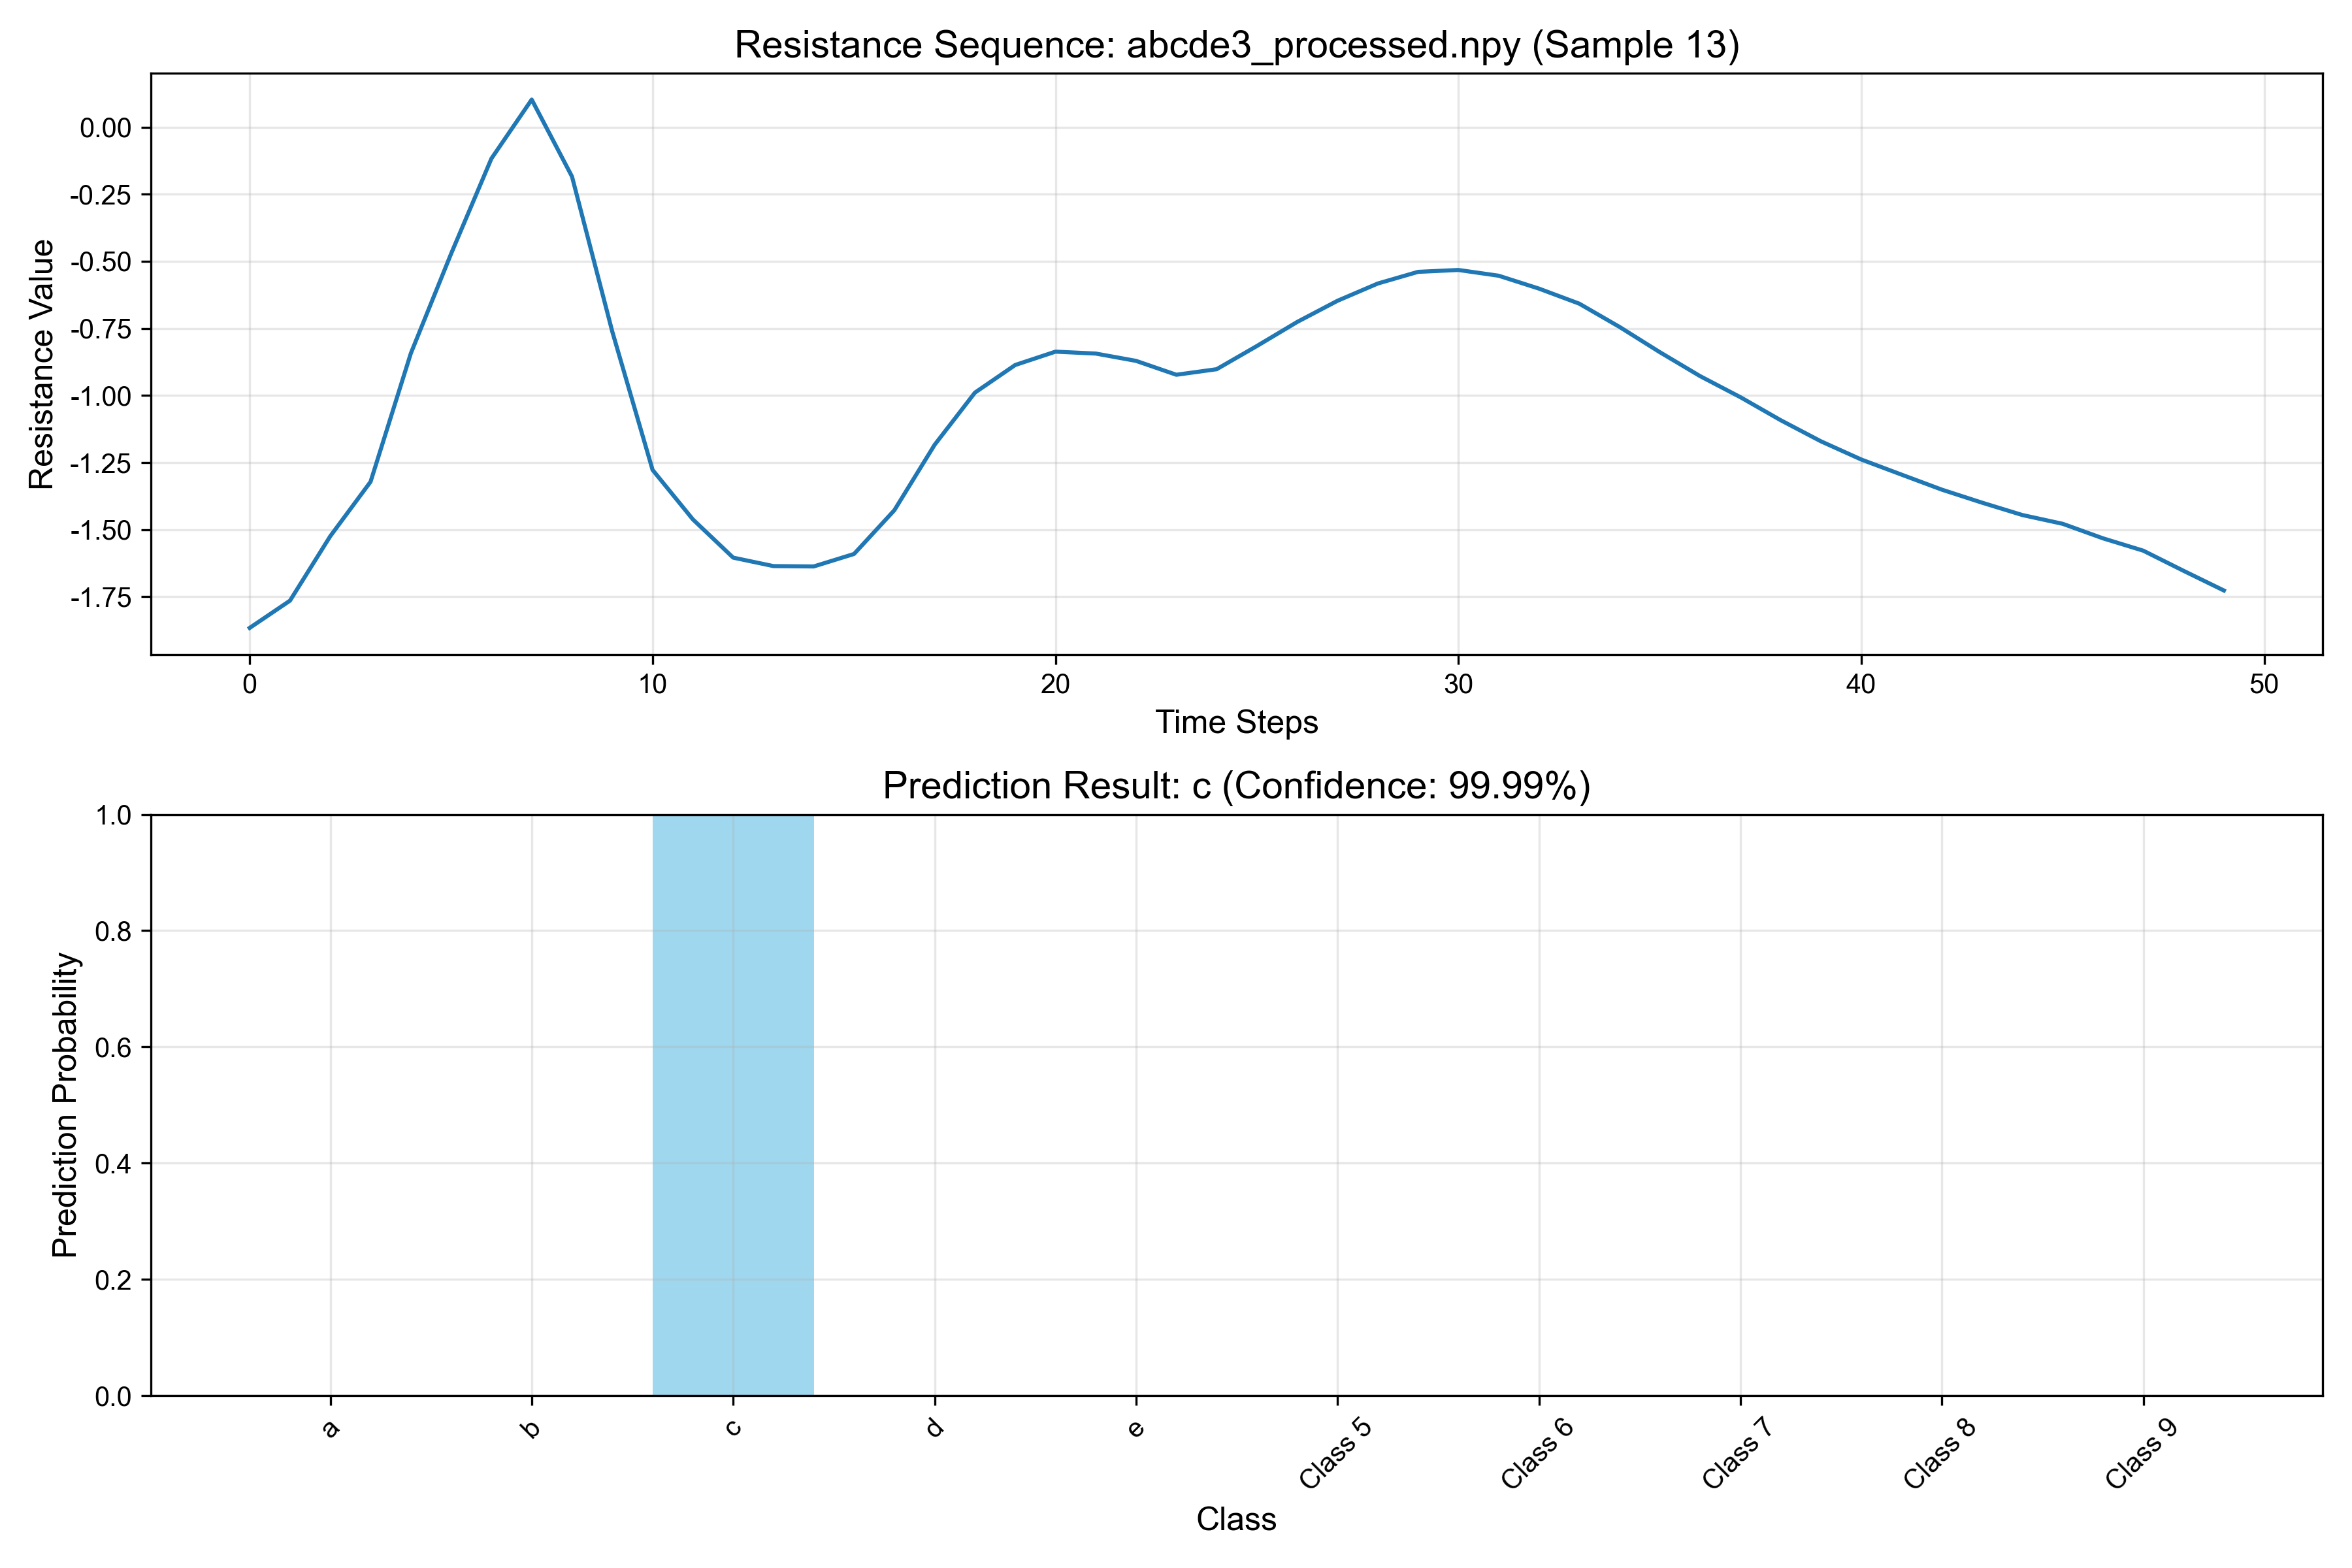 Resistance Sequence: abcde3_processed.npy (Sample 13)
Resistance Value
0.00
-0.25
-0.50
-0.75
-1.00
-1.25
-1.50
-1.75
0 10 20 30 40 50
Time Steps
Prediction Result: c (Confidence: 99.99%)
Prediction Probability
1.0
0.8
0.6
0.4
0.2
0.0
a b c d e Class 5 Class 6 Class 7 Class 8 Class 9
Class